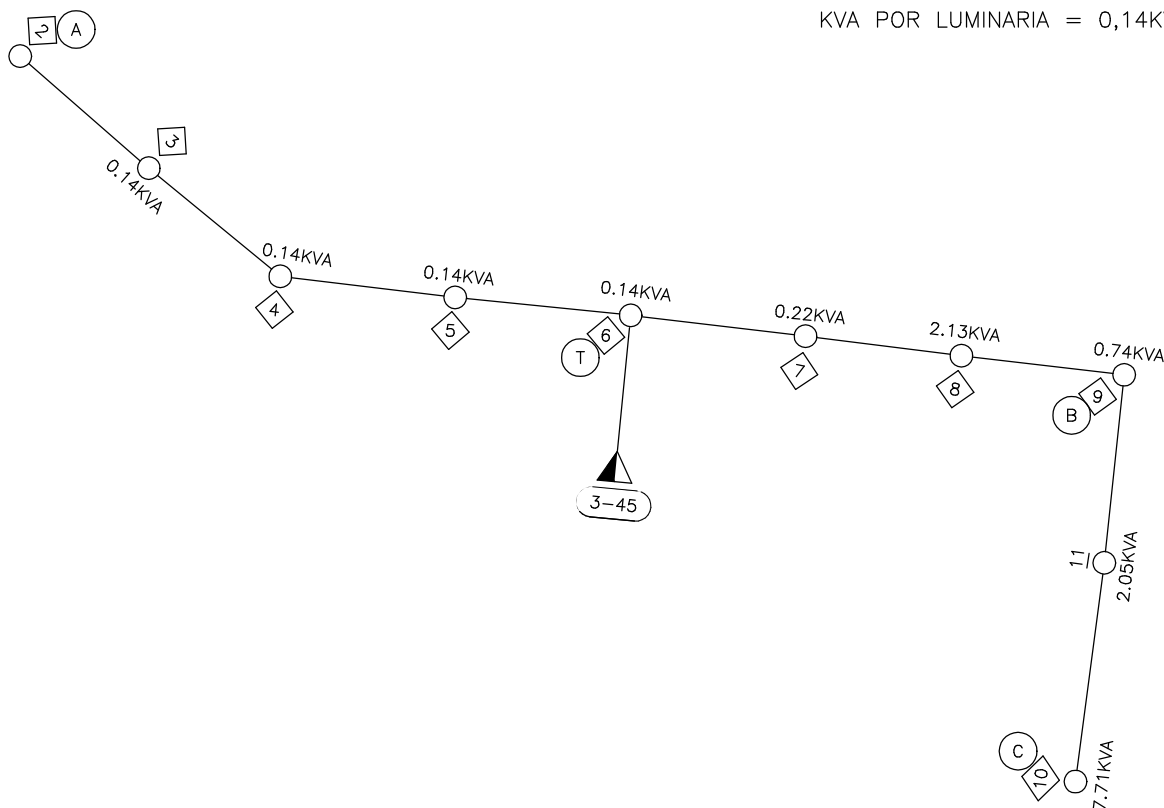 KVA POR LUMINARIA = 0,14K
2 A
3
0.14KVA
0.14KVA
4
0.14KVA
5
0.14KVA
6
T
0.22KVA
7
2.13KVA
8
0.74KVA
9
B
3-45
11
2.05KVA
C
10
7.71KVA